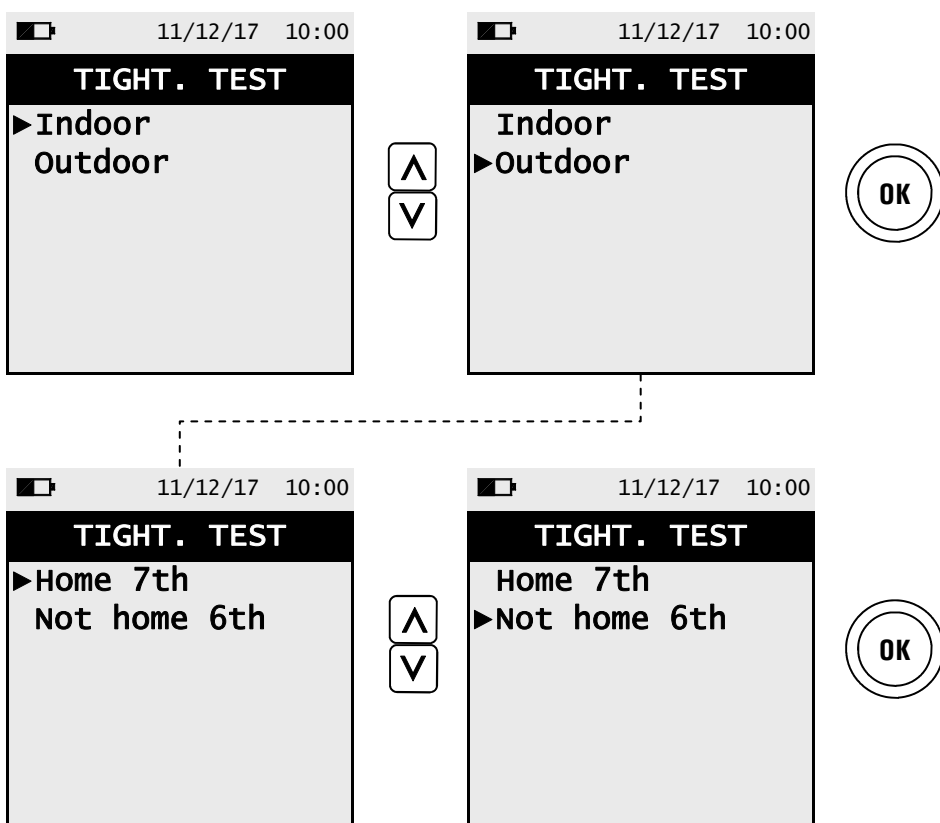 11/12/17 10:00
TIGHT. TEST
▶Indoor
Outdoor
11/12/17 10:00
TIGHT. TEST
Indoor
▶Outdoor
OK
11/12/17 10:00
TIGHT. TEST
▶Home 7th
Not home 6th
11/12/17 10:00
TIGHT. TEST
Home 7th
▶Not home 6th
OK